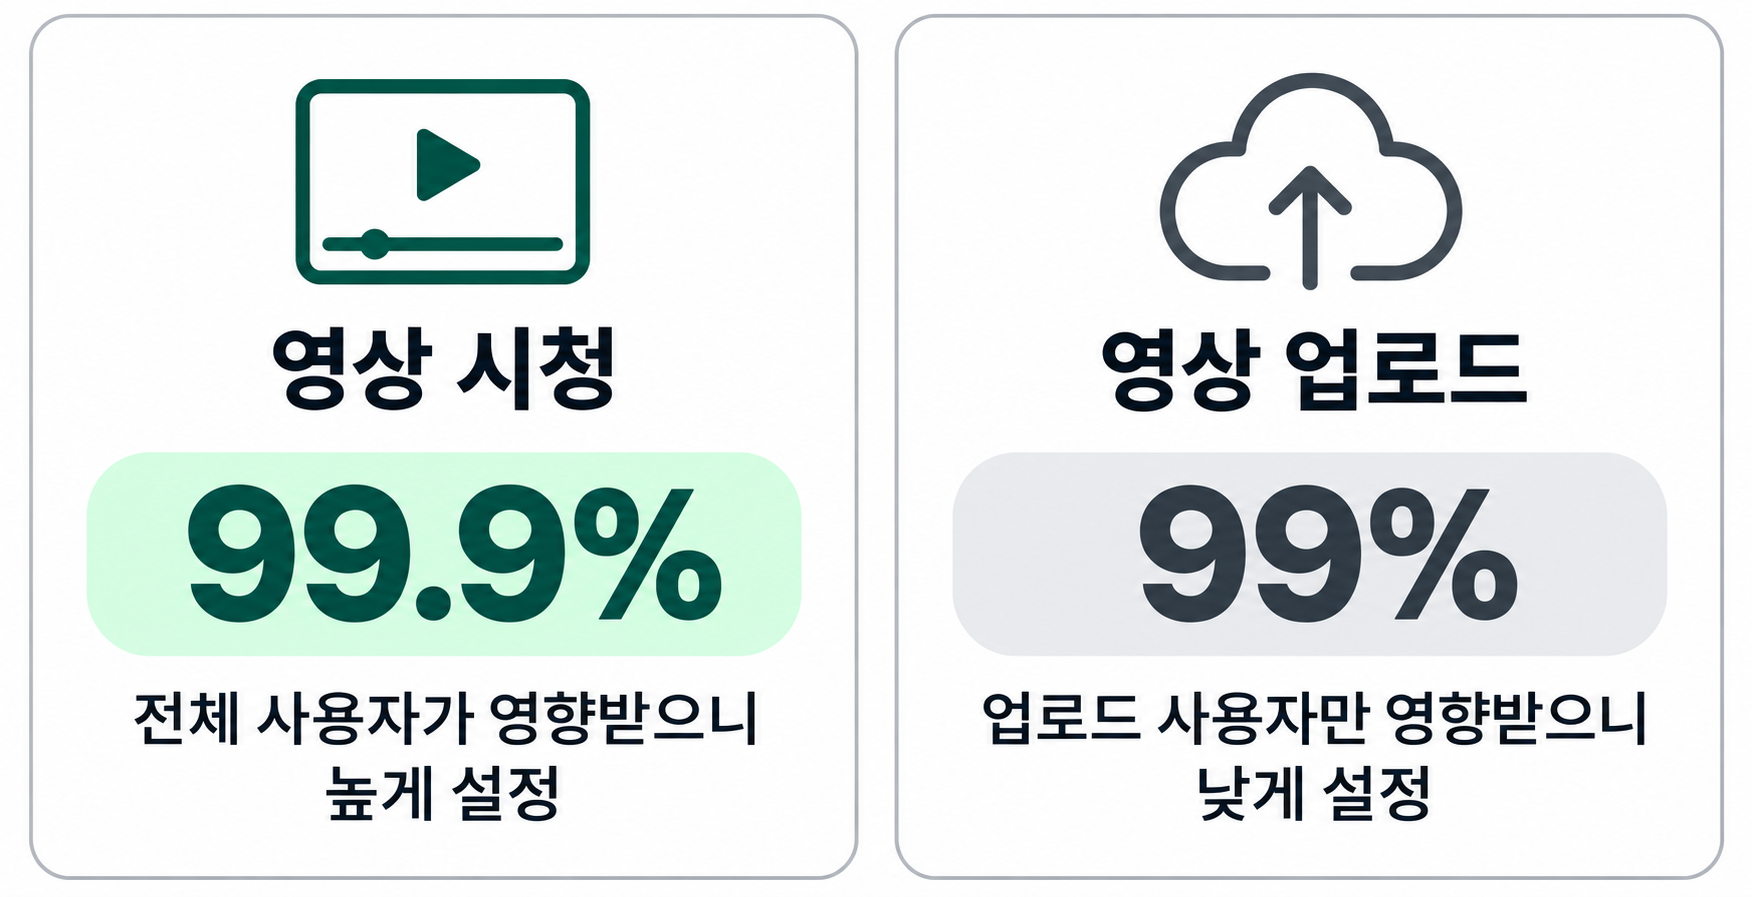 영상 시청
99.9%
전체 사용자가 영향받으니
높게 설정
영상 업로드
99%
업로드 사용자만 영향받으니
낮게 설정